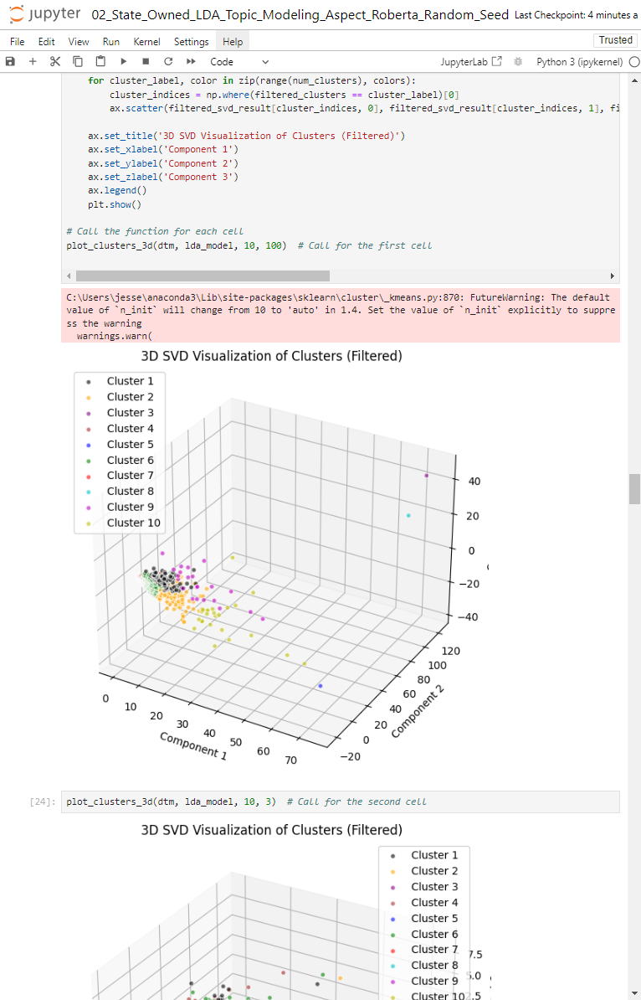 jupyter 02_State_Owned_LDA_Topic_Modeling_Aspect_Roberta_Random_Seed Last Checkpoint: 4 minutes a
File Edit View Run Kernel Settings Help Trusted
Code JupyterLab Python 3 (ipykernel)
for cluster_label, color in zip(range(num_clusters), colors):
cluster_indices = np.where(filtered_clusters == cluster_label)[0]
ax.scatter(filtered_svd_result[cluster_indices, 0], filtered_svd_result[cluster_indices, 1], fi
ax.set_title('3D SVD Visualization of Clusters (Filtered)')
ax.set_xlabel('Component 1')
ax.set_ylabel('Component 2')
ax.set_zlabel('Component 3')
ax.legend()
plt.show()
# Call the function for each cell
plot_clusters_3d(dtm, lda_model, 10, 100)  # Call for the first cell
C:\Users\jesse\anaconda3\Lib\site-packages\sklearn\cluster\_kmeans.py:870: FutureWarning: The default
value of `n_init` will change from 10 to 'auto' in 1.4. Set the value of `n_init` explicitly to suppre
ss the warning
warnings.warn(
3D SVD Visualization of Clusters (Filtered)
Cluster 1
Cluster 2
Cluster 3
Cluster 4
Cluster 5
Cluster 6
Cluster 7
Cluster 8
Cluster 9
Cluster 10
40
20
0
−20
−40
120
100
80
60
40
20
0
−20
Component 2
0
10
20
30
40
50
60
70
Component 1
[24]: plot_clusters_3d(dtm, lda_model, 10, 3)  # Call for the second cell
3D SVD Visualization of Clusters (Filtered)
Cluster 1
Cluster 2
Cluster 3
Cluster 4
Cluster 5
Cluster 6
Cluster 7
Cluster 8
Cluster 9
Cluster 10
7.5
5.0
2.5